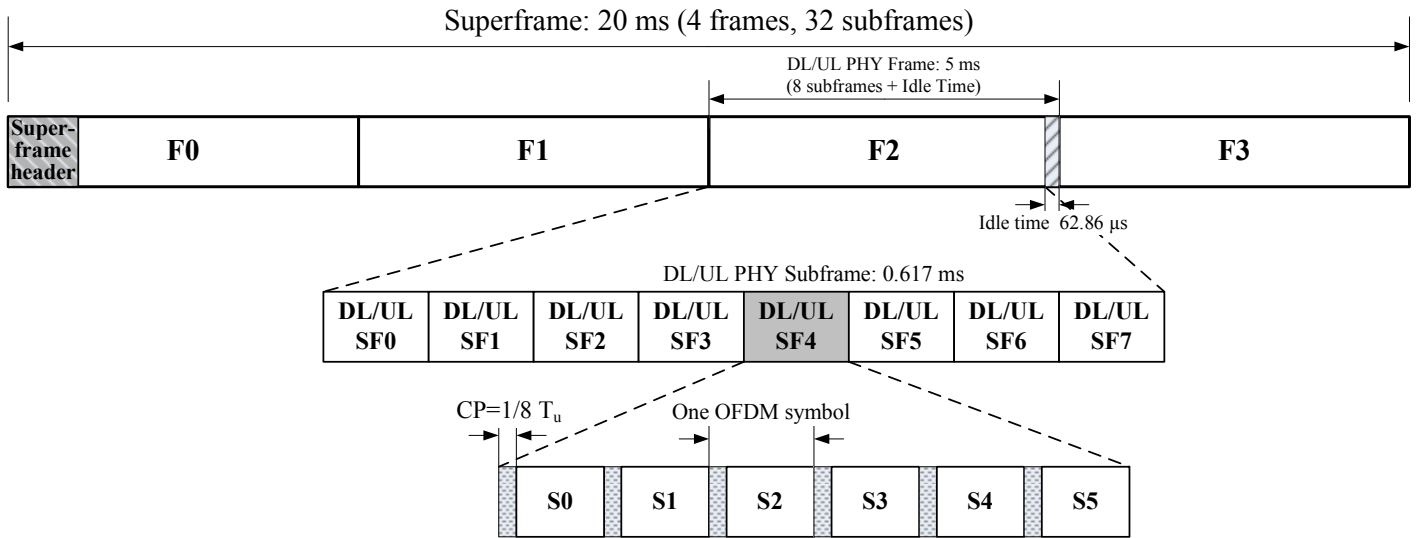 Superframe: 20 ms (4 frames, 32 subframes)
DL/UL PHY Frame: 5 ms
(8 subframes + Idle Time)
Super-
frame
header
F0
F1
F2
F3
Idle time 62.86 μs
DL/UL PHY Subframe: 0.617 ms
DL/UL
SF0
DL/UL
SF1
DL/UL
SF2
DL/UL
SF3
DL/UL
SF4
DL/UL
SF5
DL/UL
SF6
DL/UL
SF7
CP=1/8 Tu
One OFDM symbol
S0
S1
S2
S3
S4
S5